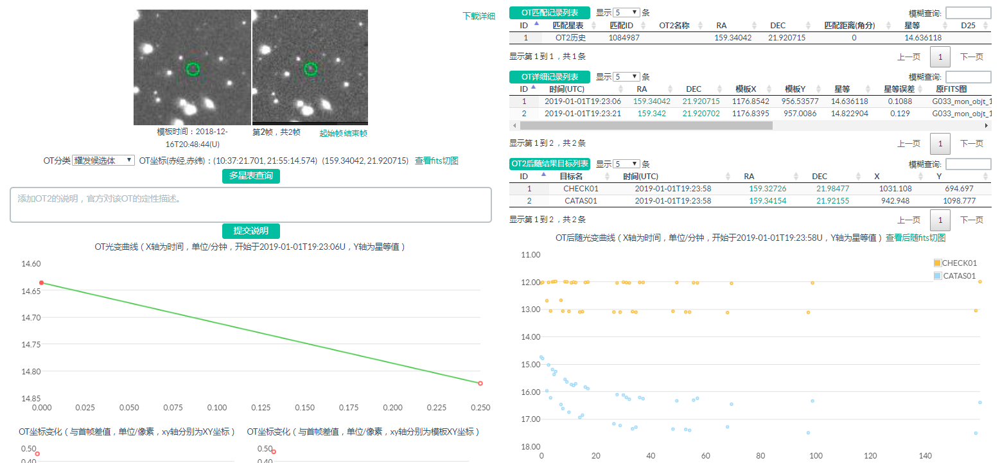 下载详细
模板时间：2018-12-
16T20:48:44(U)
第2帧，共2帧
起始帧 结束帧
OT分类 耀发候选体 OT坐标(赤经,赤纬)：(10:37:21.701, 21:55:14.574) (159.34042, 21.920715) 查看fits切图
多星表查询
添加OT2的说明，官方对该OT的定性描述。
提交说明
OT光变曲线（X轴为时间，单位/分钟，开始于2019-01-01T19:23:06U，Y轴为星等值）
14.60
14.65
14.70
14.75
14.80
14.85
0.000 0.025 0.050 0.075 0.100 0.125 0.150 0.175 0.200 0.225 0.250
OT坐标变化（与首帧差值，单位/像素，xy轴分别为XY坐标）
0.50
0.40
OT坐标变化（与首帧差值，单位/像素，xy轴分别为模板XY坐标）
0.50
0.40
OT匹配记录列表 显示 5 条 模糊查询:
ID 匹配星表 匹配ID OT2名称 RA DEC 匹配距离(角分) 星等 D25
1 OT2历史 1084987 159.34042 21.920715 0 14.636118
显示第 1 到 1 ，共 1 条 上一页 1 下一页
OT详细记录列表 显示 5 条 模糊查询:
ID 时间(UTC) RA DEC 模板X 模板Y 星等 星等误差 原FITS图
1 2019-01-01T19:23:06 159.34042 21.920715 1176.8542 956.53577 14.636118 0.1088 G033_mon_objt_1
2 2019-01-01T19:23:21 159.342 21.920702 1176.8395 957.0086 14.822904 0.129 G033_mon_objt_1
显示第 1 到 2 ，共 2 条 上一页 1 下一页
OT2后随结果目标列表 显示 5 条 模糊查询:
ID 目标名 时间(UTC) RA DEC X Y
1 CHECK01 2019-01-01T19:23:58 159.32726 21.98477 1031.108 694.697
2 CATAS01 2019-01-01T19:23:58 159.34154 21.92155 942.948 1098.777
显示第 1 到 2 ，共 2 条 上一页 1 下一页
OT后随光变曲线（X轴为时间，单位/分钟，开始于2019-01-01T19:23:58U，Y轴为星等值）查看后随fits切图
CHECK01
CATAS01
11.00
12.00
13.00
14.00
15.00
16.00
17.00
18.00
0 20 40 60 80 100 120 140